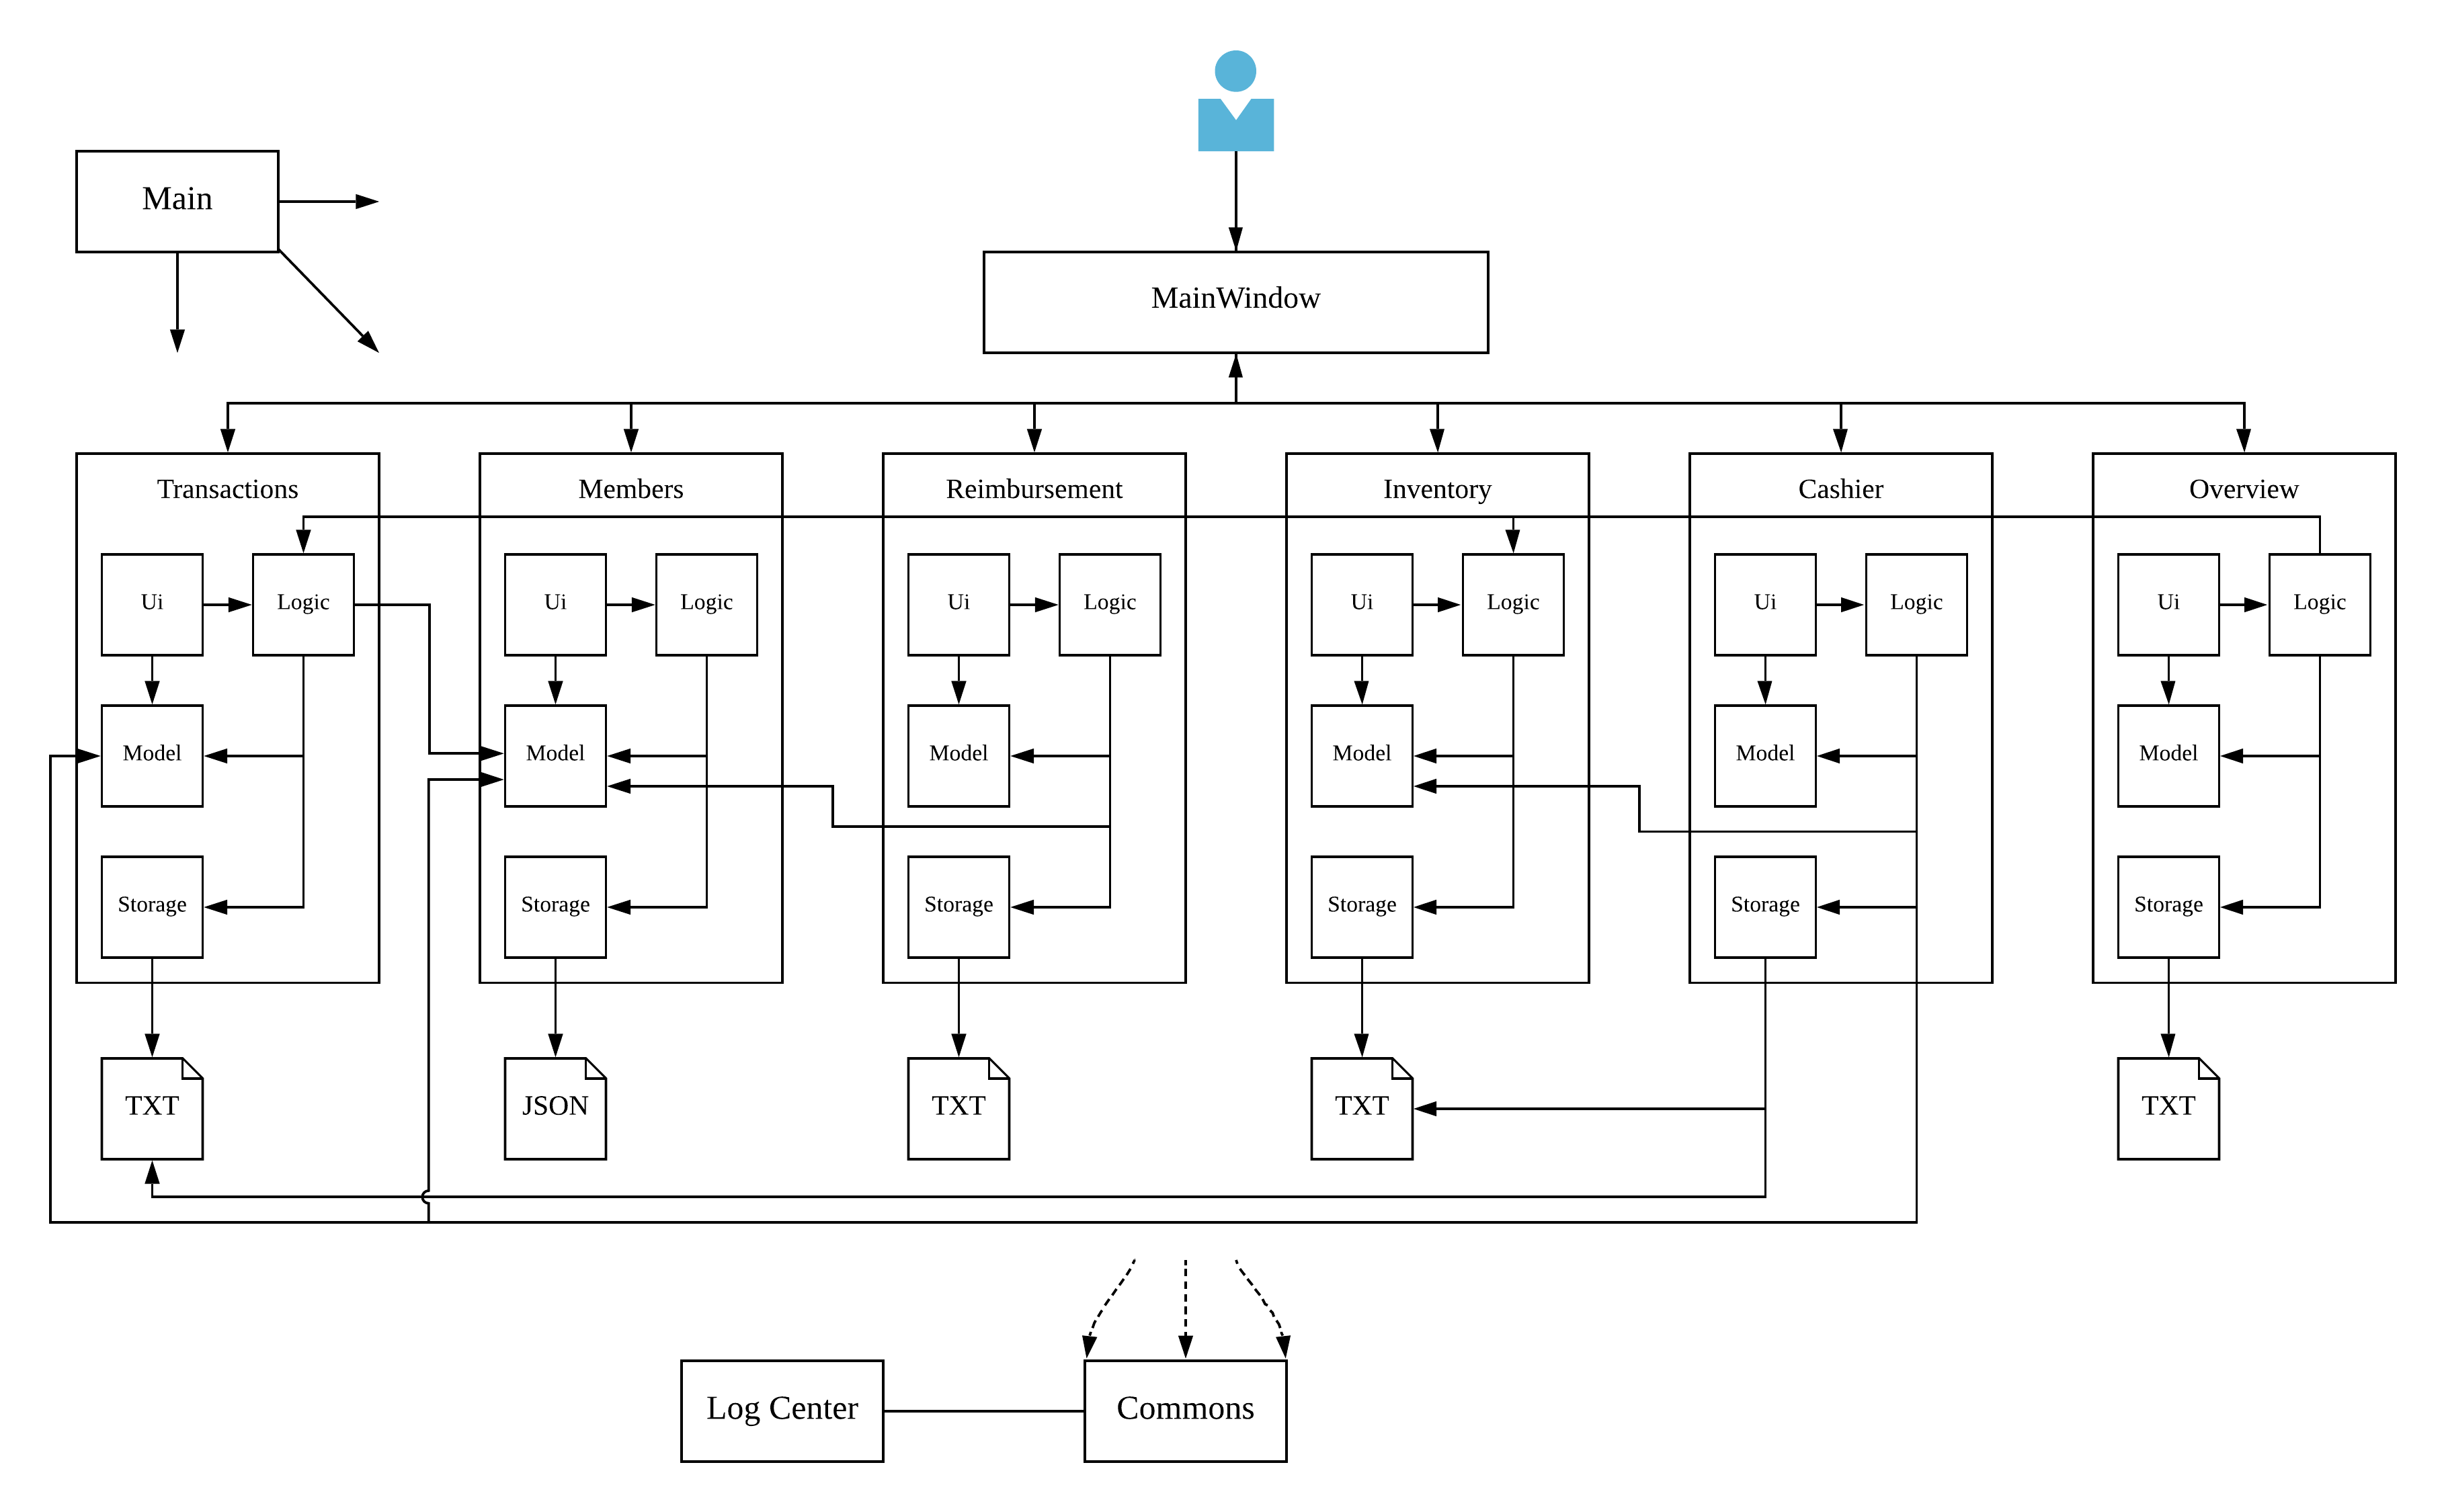 Main
MainWindow
Transactions
Members
Reimbursement
Inventory
Cashier
Overview
Ui
Logic
Ui
Logic
Ui
Logic
Ui
Logic
Ui
Logic
Ui
Logic
Model
Model
Model
Model
Model
Model
Storage
Storage
Storage
Storage
Storage
Storage
TXT
JSON
TXT
TXT
TXT
Log Center
Commons